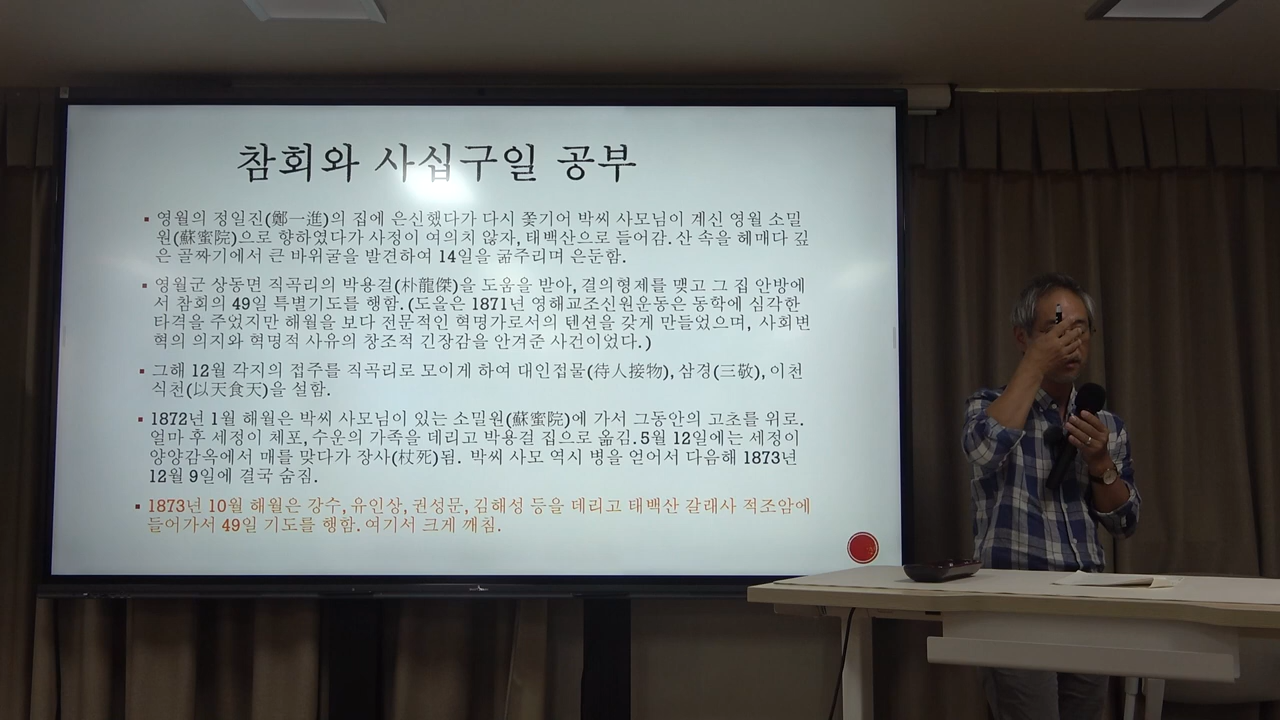 참회와 사십구일 공부
▪ 영월의 정일진(鄭一進)의 집에 은신했다가 다시 쫓기어 박씨 사모님이 계신 영월 소밀
원(蘇蜜院)으로 향하였다가 사정이 여의치 않자, 태백산으로 들어감. 산 속을 헤매다 깊
은 골짜기에서 큰 바위굴을 발견하여 14일을 굶주리며 은둔함.
▪ 영월군 상동면 직곡리의 박용걸(朴龍傑)을 도움을 받아, 결의형제를 맺고 그 집 안방에
서 참회의 49일 특별기도를 행함. (도올은 1871년 영해교조신원운동은 동학에 심각한
타격을 주었지만 해월을 보다 전문적인 혁명가로서의 텐션을 갖게 만들었으며, 사회변
혁의 의지와 혁명적 사유의 창조적 긴장감을 안겨준 사건이었다.)
▪ 그해 12월 각지의 접주를 직곡리로 모이게 하여 대인접물(待人接物), 삼경(三敬), 이천
식천(以天食天)을 설함.
▪ 1872년 1월 해월은 박씨 사모님이 있는 소밀원(蘇蜜院)에 가서 그동안의 고초를 위로.
얼마 후 세정이 체포, 수운의 가족을 데리고 박용걸 집으로 옮김. 5월 12일에는 세정이
양양감옥에서 매를 맞다가 장사(杖死)됨. 박씨 사모 역시 병을 얻어서 다음해 1873년
12월 9일에 결국 숨짐.
▪ 1873년 10월 해월은 강수, 유인상, 권성문, 김해성 등을 데리고 태백산 갈래사 적조암에
들어가서 49일 기도를 행함. 여기서 크게 깨침.